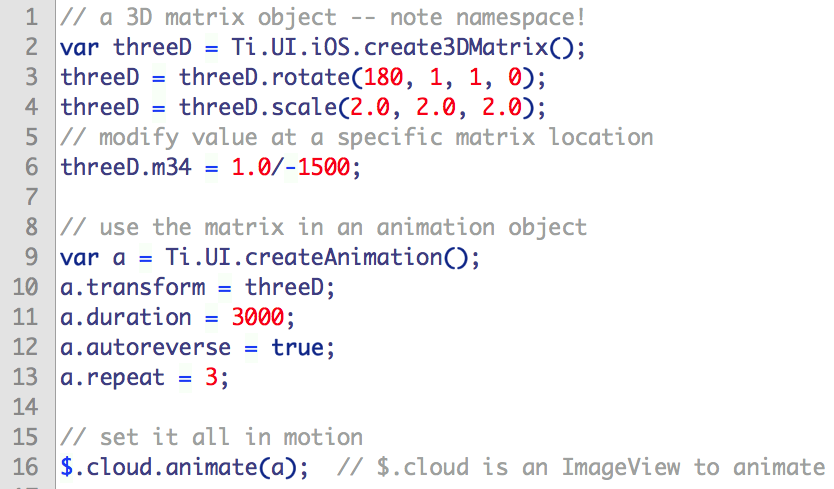 1 // a 3D matrix object -- note namespace!
2 var threeD = Ti.UI.iOS.create3DMatrix();
3 threeD = threeD.rotate(180, 1, 1, 0);
4 threeD = threeD.scale(2.0, 2.0, 2.0);
5 // modify value at a specific matrix location
6 threeD.m34 = 1.0/-1500;
7
8 // use the matrix in an animation object
9 var a = Ti.UI.createAnimation();
10 a.transform = threeD;
11 a.duration = 3000;
12 a.autoreverse = true;
13 a.repeat = 3;
14
15 // set it all in motion
16 $.cloud.animate(a);  // $.cloud is an ImageView to animate